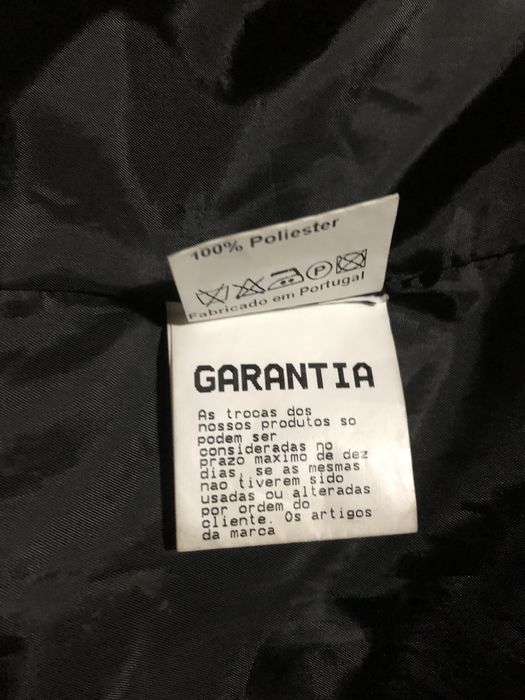 100% Poliester
P
Fabricado em Portugal
GARANTIA
As trocas dos
nossos produtos so
podem ser
consideradas no
prazo maximo de dez
dias, se as mesmas
nao tiverem sido
usadas ou alteradas
por ordem do
cliente. Os artigos
da marca